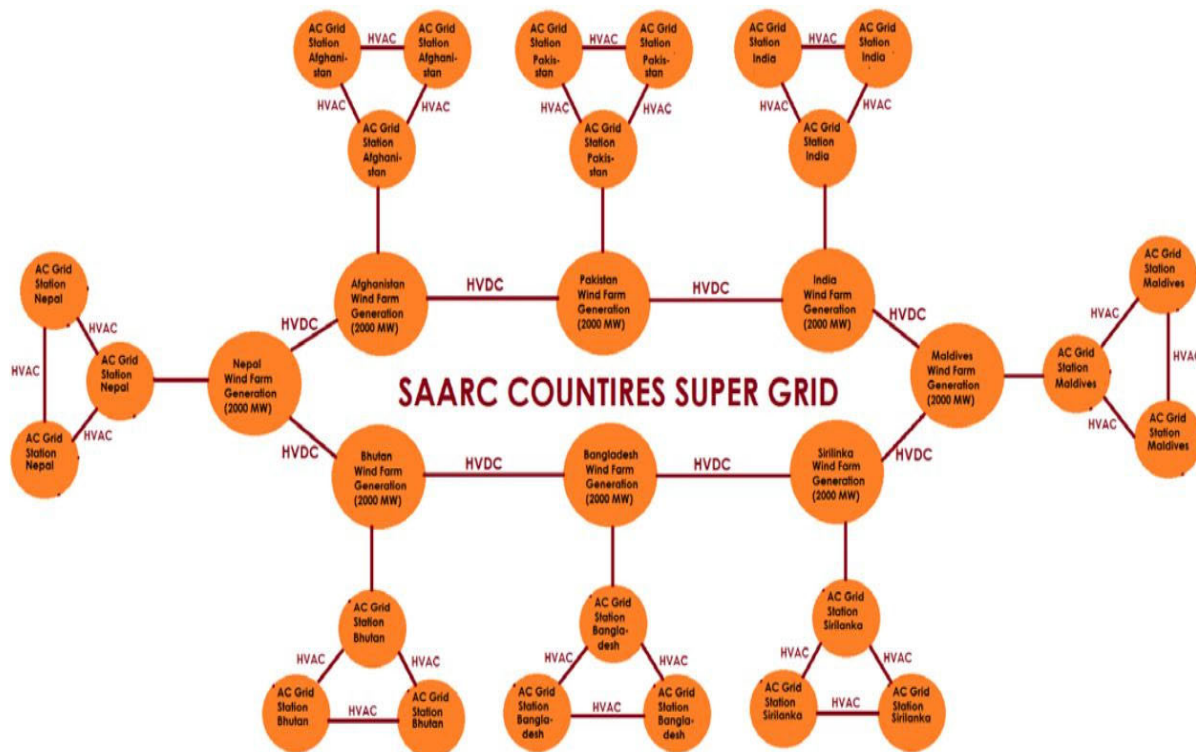 AC Grid
Station
Afghani-
stan
HVAC
AC Grid
Station
Afghani-
stan
HVAC
HVAC
AC Grid
Station
Afghani-
stan
AC Grid
Station
Pakis-
stan
HVAC
AC Grid
Station
Pakis-
stan
HVAC
HVAC
AC Grid
Station
Pakis-
stan
AC Grid
Station
India
HVAC
AC Grid
Station
India
HVAC
HVAC
AC Grid
Station
India
Afghanistan
Wind Farm
Generation
(2000 MW)
HVDC
Pakistan
Wind Farm
Generation
(2000 MW)
HVDC
India
Wind Farm
Generation
(2000 MW)
HVDC
HVDC
AC Grid
Station
Nepal
HVAC
HVAC
AC Grid
Station
Nepal
HVAC
AC Grid
Station
Nepal
Nepal
Wind Farm
Generation
(2000 MW)
SAARC COUNTIRES SUPER GRID
Maldives
Wind Farm
Generation
(2000 MW)
AC Grid
Station
Maldives
HVAC
HVAC
AC Grid
Station
Maldives
HVAC
AC Grid
Station
Maldives
HVDC
Bhutan
Wind Farm
Generation
(2000 MW)
HVDC
Bangladesh
Wind Farm
Generation
(2000 MW)
HVDC
Sirilinka
Wind Farm
Generation
(2000 MW)
HVDC
AC Grid
Station
Bhutan
HVAC
HVAC
AC Grid
Station
Bhutan
HVAC
AC Grid
Station
Bhutan
AC Grid
Station
Bangla-
desh
HVAC
HVAC
AC Grid
Station
Bangla-
desh
HVAC
AC Grid
Station
Bangla-
desh
AC Grid
Station
Sirilanka
HVAC
HVAC
AC Grid
Station
Sirilanka
HVAC
AC Grid
Station
Sirilanka